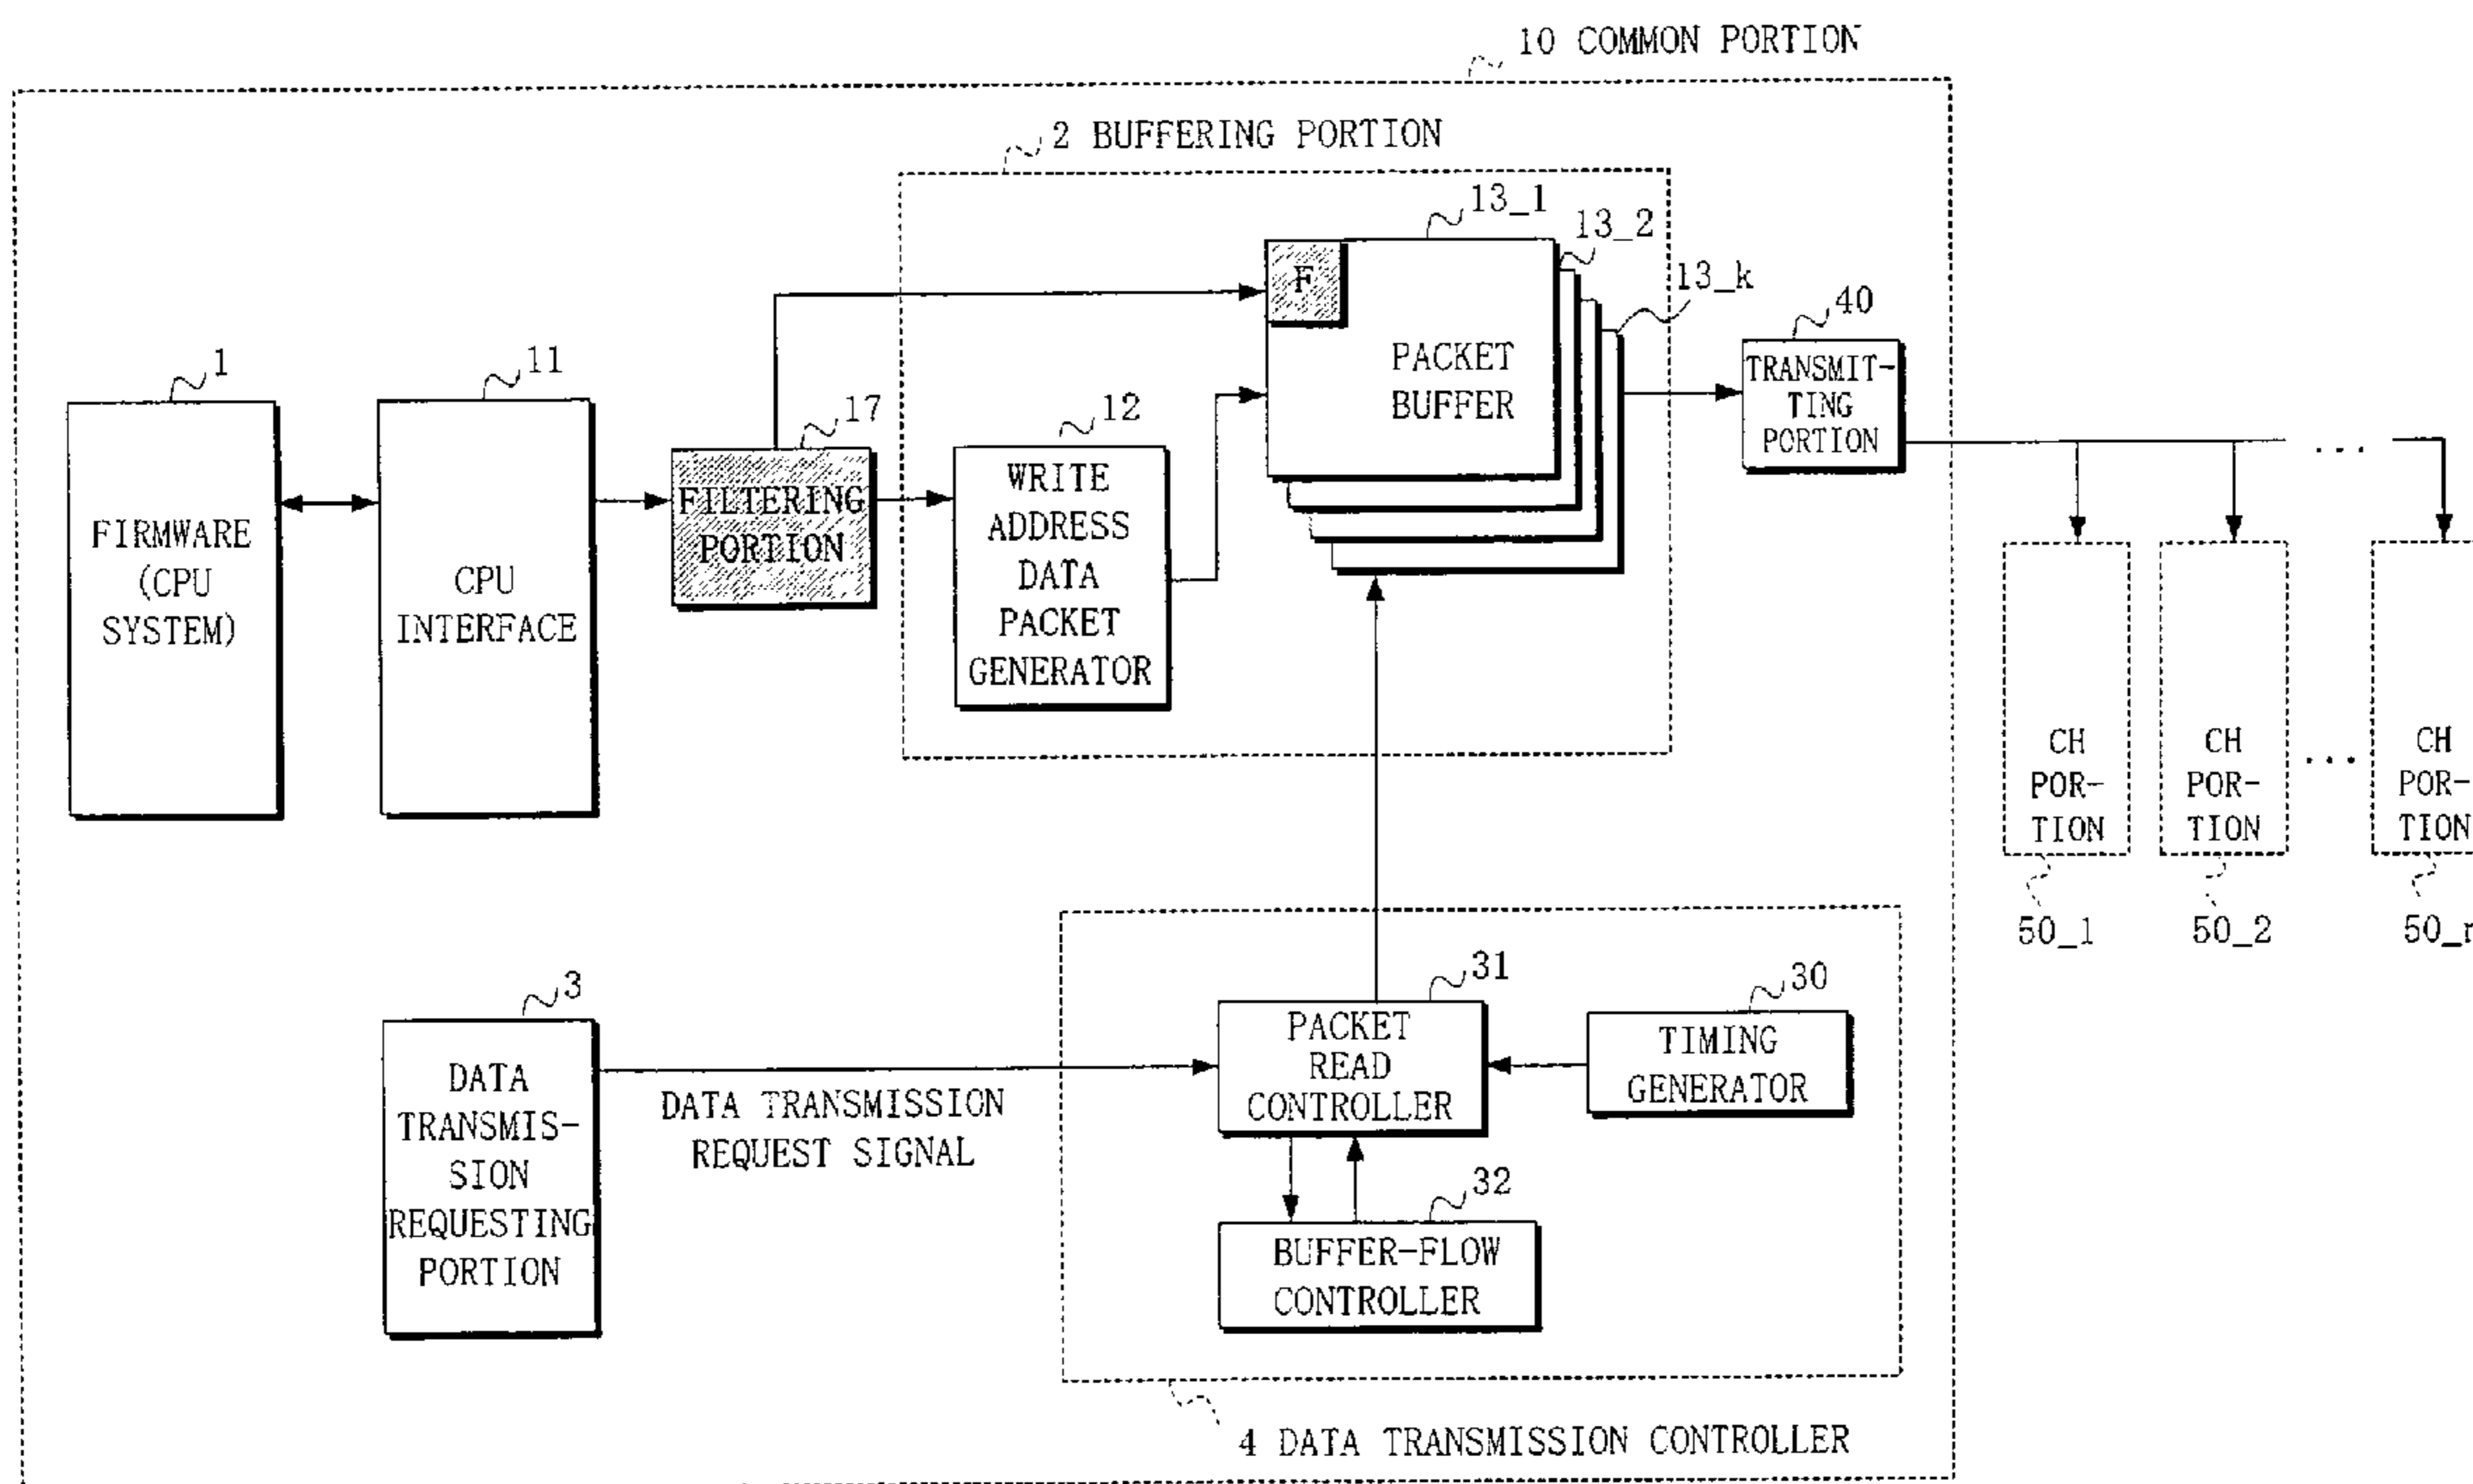 10 COMMON PORTION
2 BUFFERING PORTION
13_1
13_2
13_k
F
PACKET
BUFFER
40
TRANSMIT-
TING
PORTION
...
1
FIRMWARE
(CPU
SYSTEM)
11
CPU
INTERFACE
17
FILTERING
PORTION
12
WRITE
ADDRESS
DATA
PACKET
GENERATOR
CH
POR-
TION
50_1
CH
POR-
TION
50_2
...
CH
POR-
TION
3
DATA
TRANSMIS-
SION
REQUESTING
PORTION
DATA TRANSMISSION
REQUEST SIGNAL
31
PACKET
READ
CONTROLLER
30
TIMING
GENERATOR
32
BUFFER-FLOW
CONTROLLER
4 DATA TRANSMISSION CONTROLLER